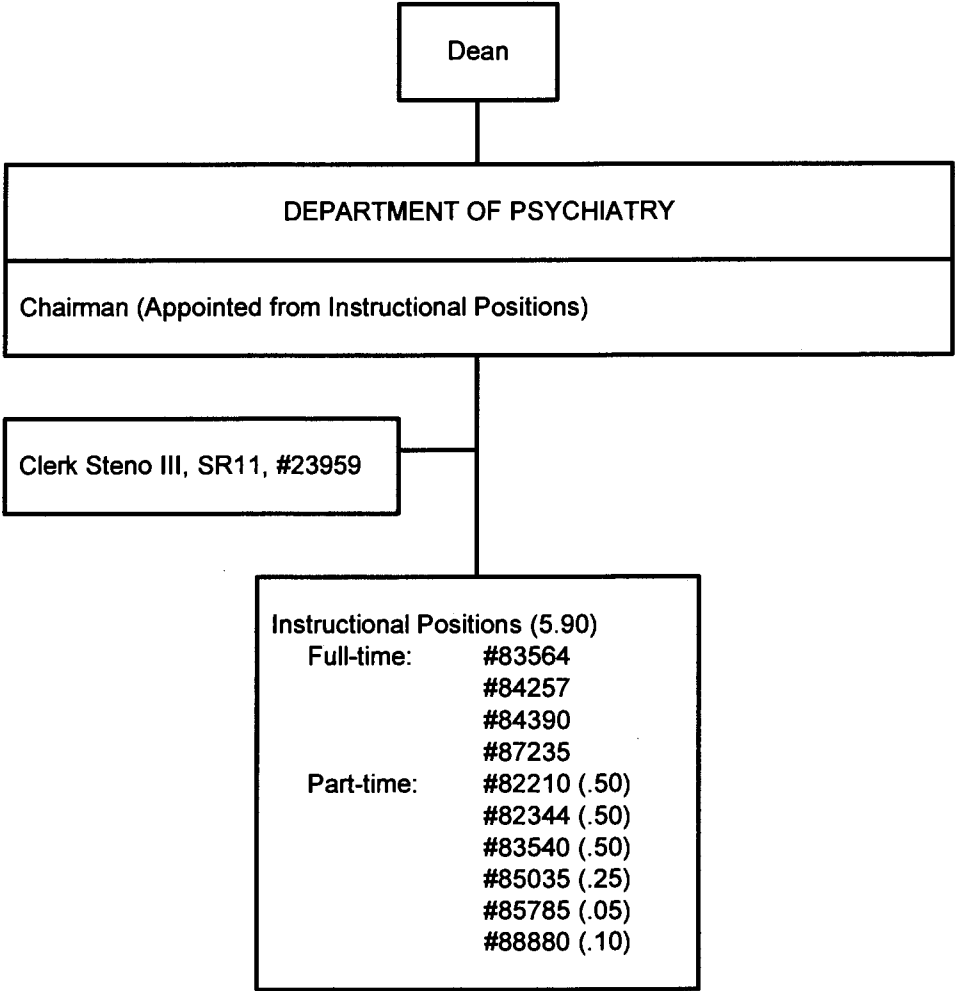 Dean
DEPARTMENT OF PSYCHIATRY
Chairman (Appointed from Instructional Positions)
Clerk Steno III, SR11, #23959
Instructional Positions (5.90)
Full-time: #83564
#84257
#84390
#87235
Part-time: #82210 (.50)
#82344 (.50)
#83540 (.50)
#85035 (.25)
#85785 (.05)
#88880 (.10)